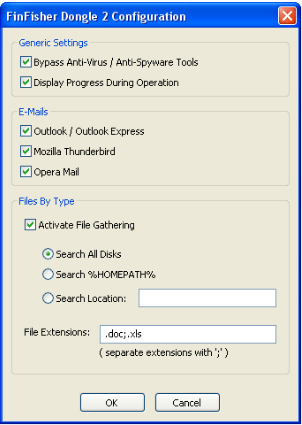 FinFisher Dongle 2 Configuration
Generic Settings
Bypass Anti-Virus / Anti-Spyware Tools
Display Progress During Operation
E-Mails
Outlook / Outlook Express
Mozilla Thunderbird
Opera Mail
Files By Type
Activate File Gathering
Search All Disks
Search %HOMEPATH%
Search Location:
File Extensions: .doc;.xls
( separate extensions with ';' )
OK Cancel